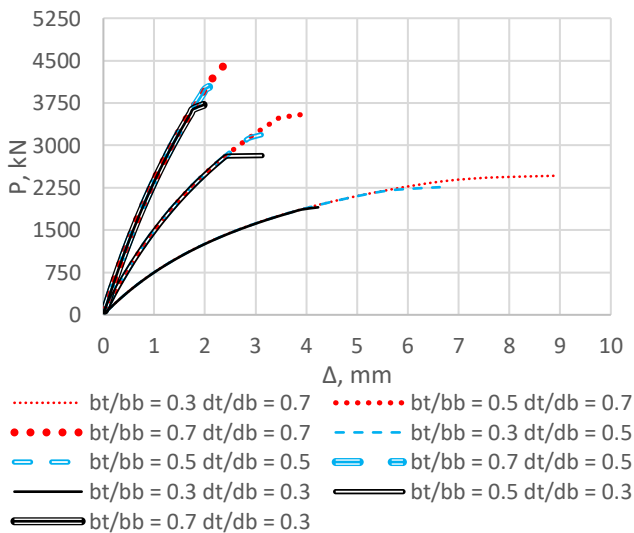 5250
4500
3750
3000
2250
1500
750
0
P, kN
0 1 2 3 4 5 6 7 8 9 10
Δ, mm
bt/bb = 0.3 dt/db = 0.7 bt/bb = 0.5 dt/db = 0.7
bt/bb = 0.7 dt/db = 0.7 bt/bb = 0.3 dt/db = 0.5
bt/bb = 0.5 dt/db = 0.5 bt/bb = 0.7 dt/db = 0.5
bt/bb = 0.3 dt/db = 0.3 bt/bb = 0.5 dt/db = 0.3
bt/bb = 0.7 dt/db = 0.3